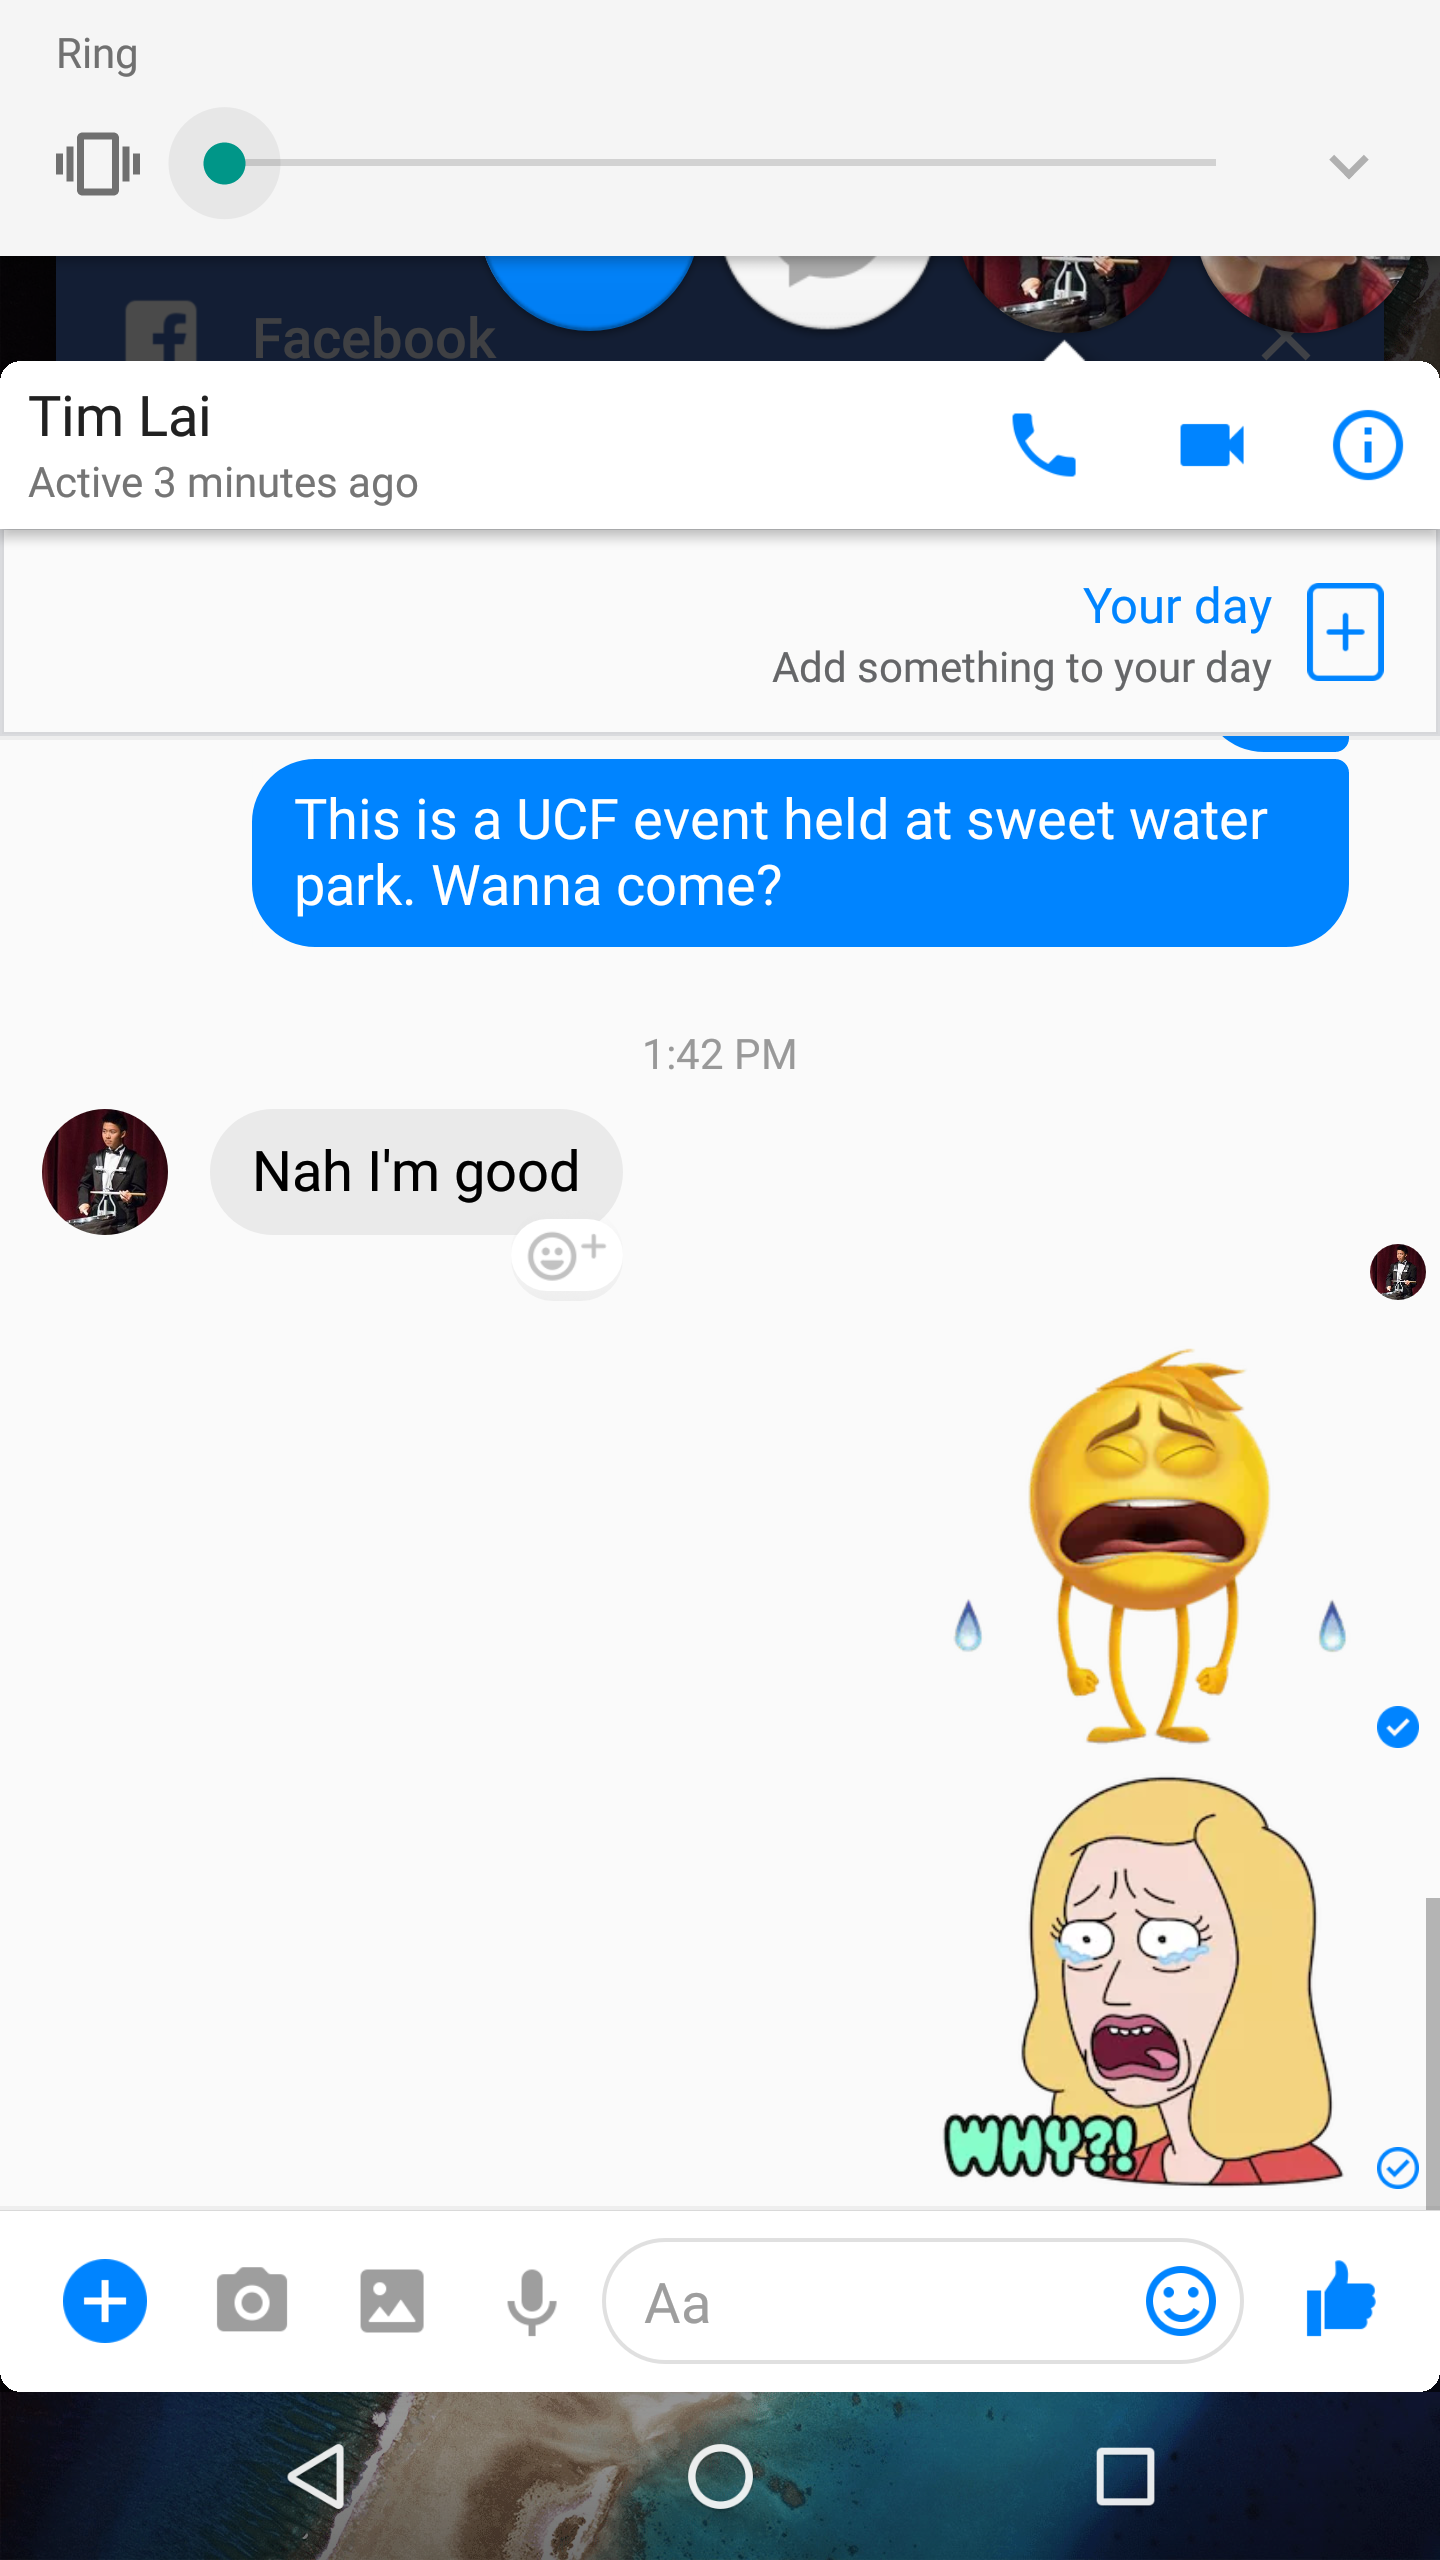 Ring
Facebook
Tim Lai
Active 3 minutes ago
Your day
Add something to your day
This is a UCF event held at sweet water
park. Wanna come?
1:42 PM
Nah I'm good
WHY?!
Aa